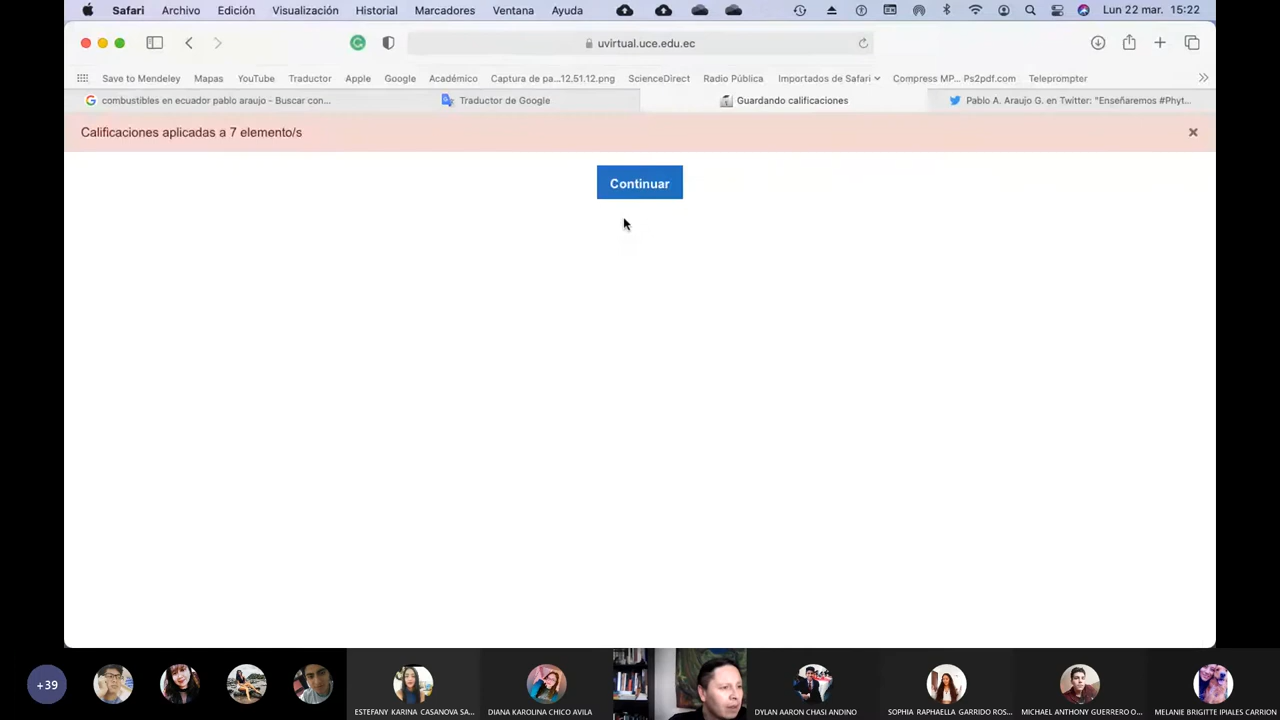 Safari Archivo Edición Visualización Historial Marcadores Ventana Ayuda Lun 22 mar. 15:22
uvirtual.uce.edu.ec
Save to Mendeley Mapas YouTube Traductor Apple Google Académico Captura de pa...12.51.12.png ScienceDirect Radio Pública Importados de Safari Compress MP... Ps2pdf.com Teleprompter
combustibles en ecuador pablo araujo - Buscar con... Traductor de Google Guardando calificaciones Pablo A. Araujo G. en Twitter: "Enseñaremos #Phyt...
Calificaciones aplicadas a 7 elemento/s
Continuar
+39
ESTEFANY KARINA CASANOVA SA... DIANA KAROLINA CHICO AVILA DYLAN AARON CHASI ANDINO SOPHIA RAPHAELLA GARRIDO ROS... MICHAEL ANTHONY GUERRERO O... MELANIE BRIGITTE IPIALES CARRION